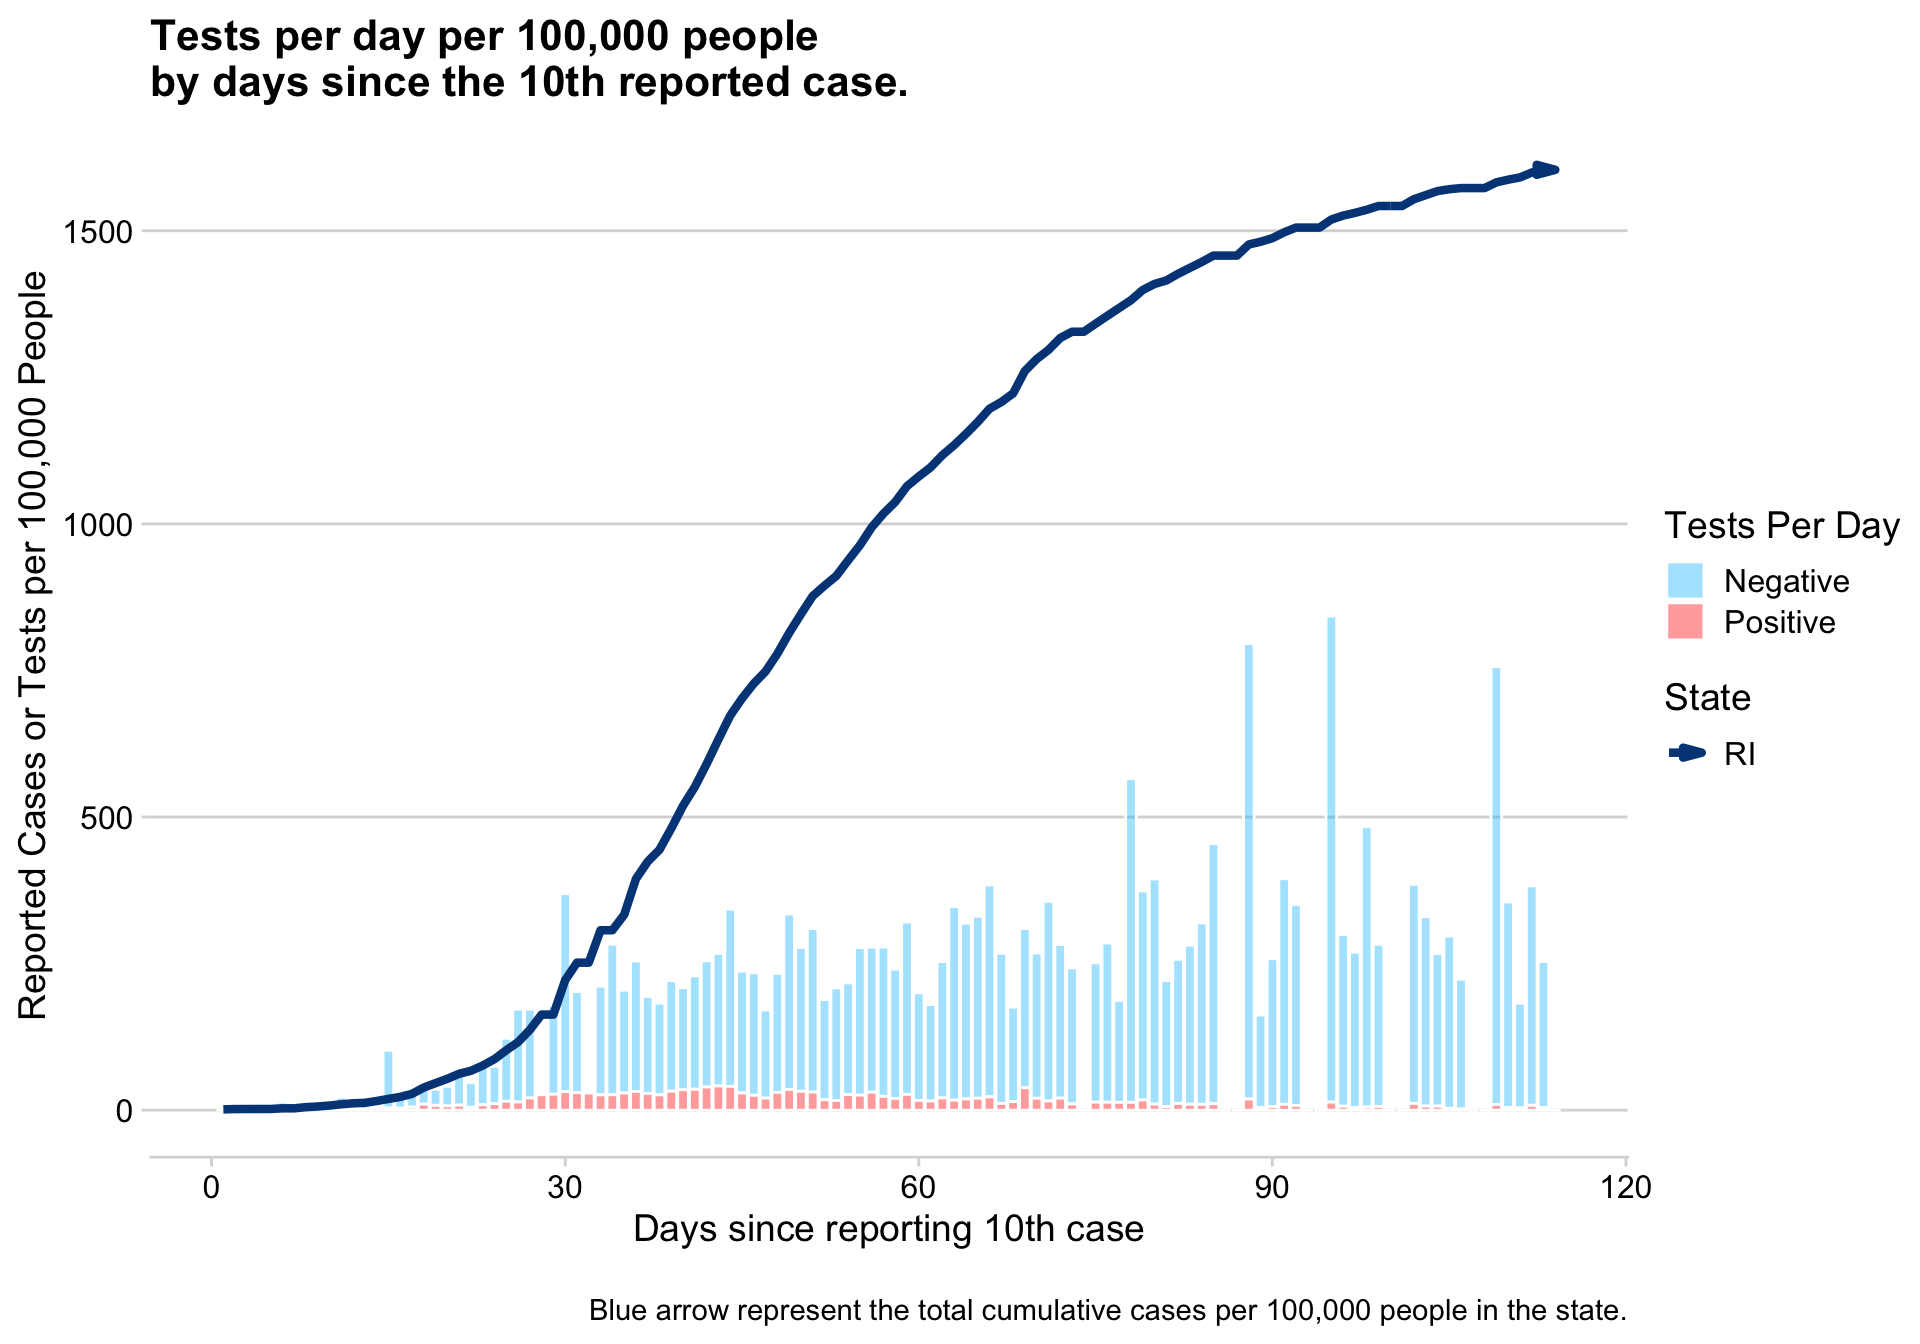 Tests per day per 100,000 people
by days since the 10th reported case.
Reported Cases or Tests per 100,000 People
1500
1000
500
0
0
30
60
90
120
Days since reporting 10th case
Tests Per Day
Negative
Positive
State
RI
Blue arrow represent the total cumulative cases per 100,000 people in the state.